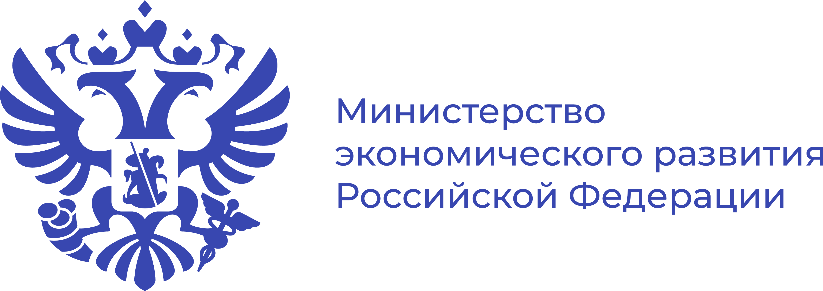 Министерство
экономического развития
Российской Федерации